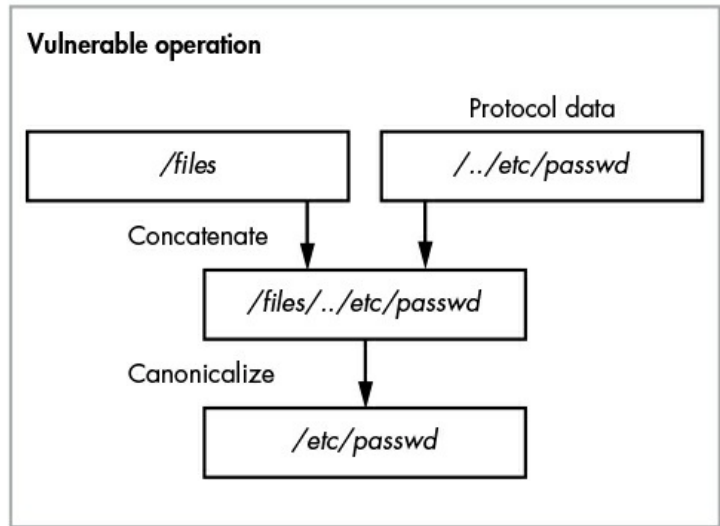 Vulnerable operation
Protocol data
/files
/../etc/passwd
Concatenate
/files/../etc/passwd
Canonicalize
/etc/passwd